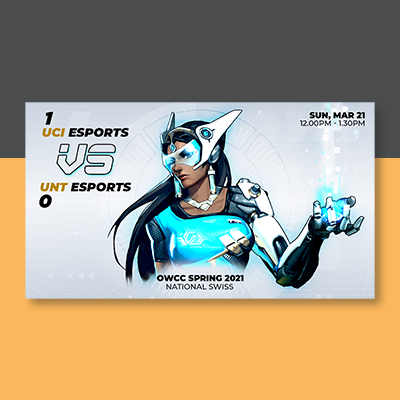 1
UCI ESPORTS
VS
UNT ESPORTS
0
SUN, MAR 21
12.00PM - 1.30PM
OWCC SPRING 2021
NATIONAL SWISS